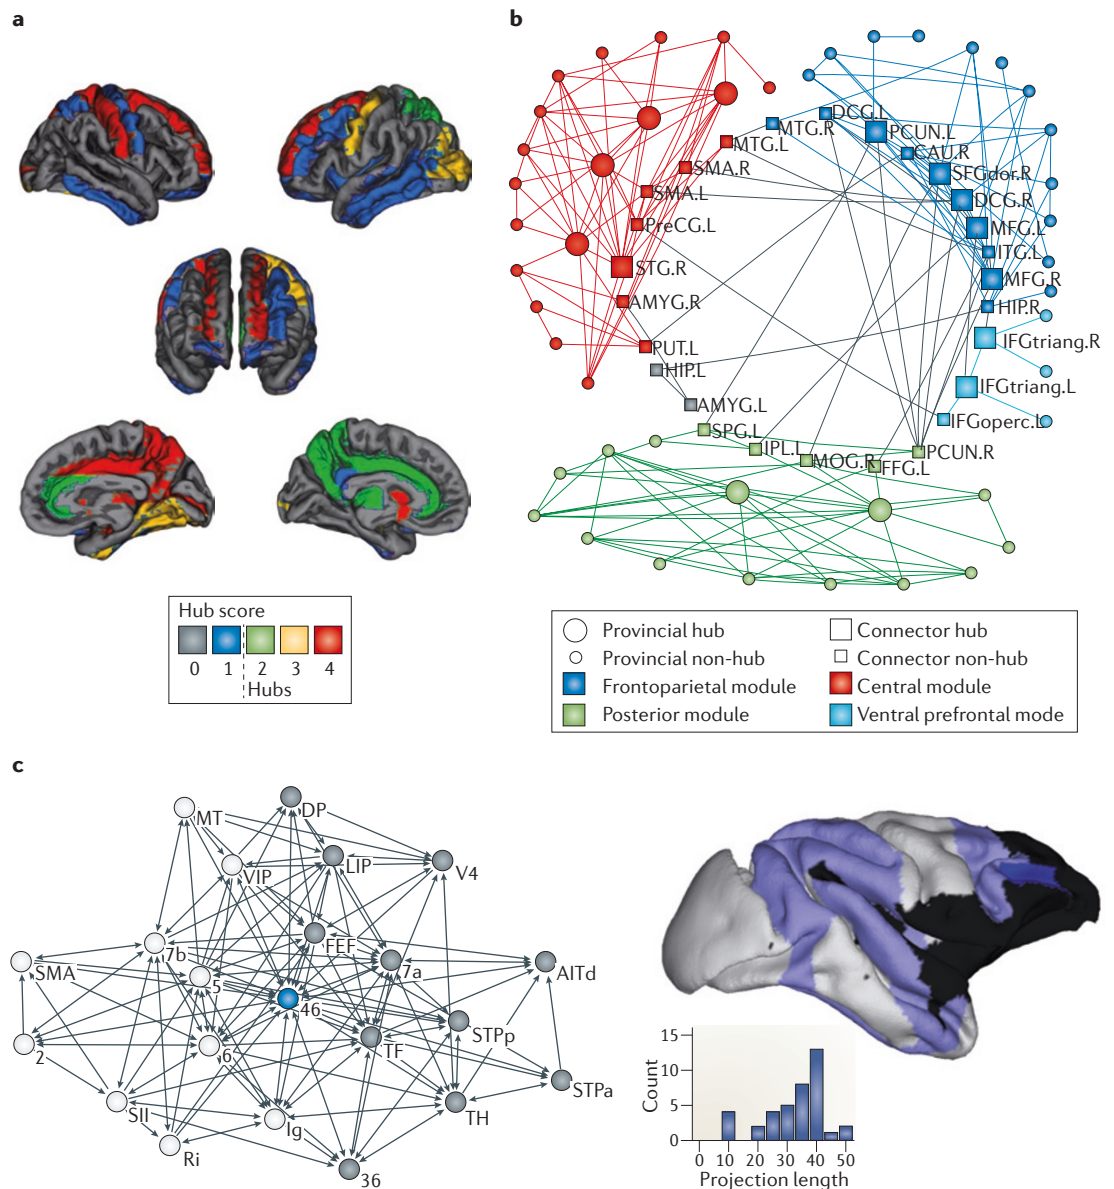 a
b
DCG.L
MTG.R
PCUN.L
MTG.L
CAU.R
SMA.R
SFGdor.R
SMA.L
DCG.R
PreCG.L
MFG.L
ITG.L
STG.R
MFG.R
AMYG.R
HIP.R
IFGtriang.R
PUT.L
HIP.L
IFGtriang.L
AMYG.L
IFGoperc.L
SPG.L
IPL.L
PCUN.R
MOG.R
FFG.L
Hub score
0 1 2 3 4
Hubs
Provincial hub
Connector hub
Provincial non-hub
Connector non-hub
Frontoparietal module
Central module
Posterior module
Ventral prefrontal mode
c
DP
MT
LIP
VIP
V4
FEF
7b
7a
SMA
AITd
5
46
STPp
2
6
TF
STPa
SII
TH
Ig
Ri
36
15
10
5
0
Count
0 10 20 30 40 50
Projection length